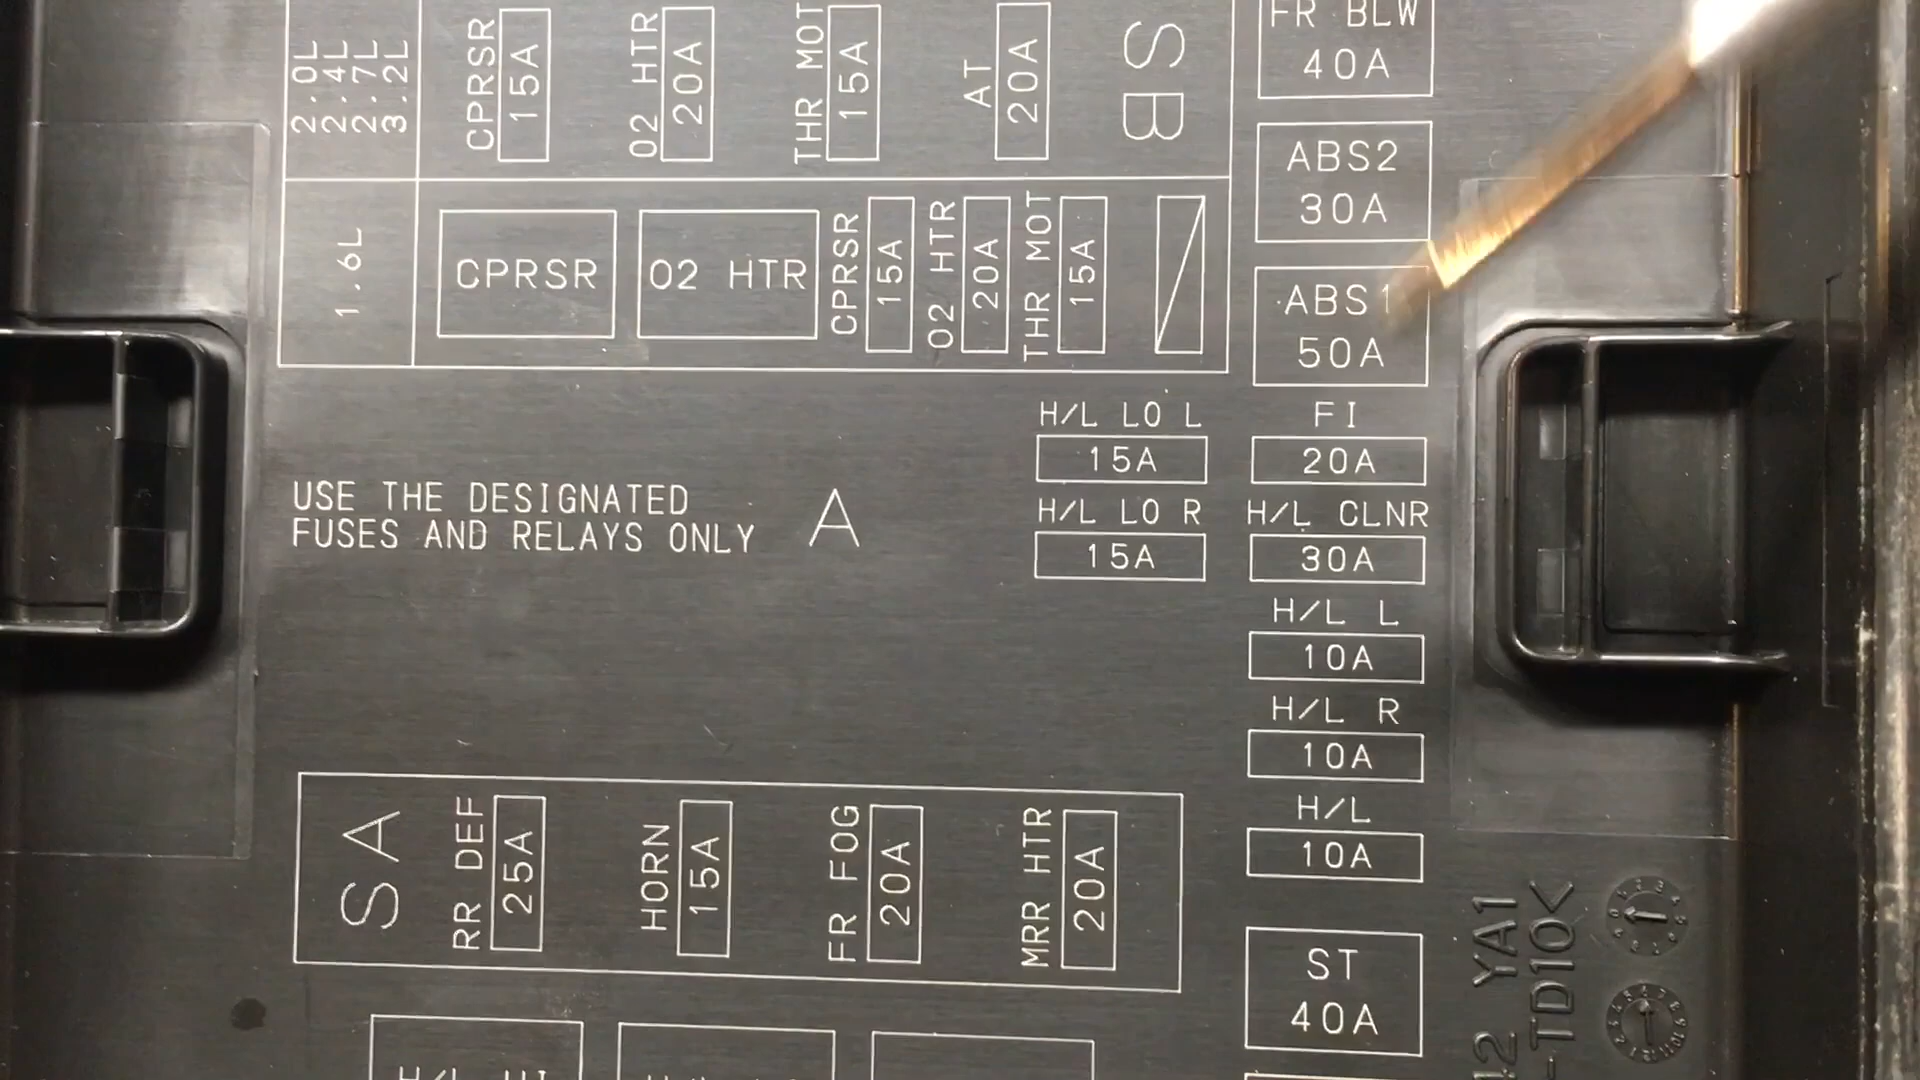 2.0L
2.4L
2.7L
3.2L
CPRSR
15A
O2 HTR
20A
THR MOT
15A
AT
20A
SB
FR BLW
40A
ABS2
30A
1.6L
CPRSR
O2 HTR
CPRSR
15A
O2 HTR
20A
THR MOT
15A
ABS1
50A
H/L LO L
15A
FI
20A
USE THE DESIGNATED
FUSES AND RELAYS ONLY
A
H/L LO R
15A
H/L CLNR
30A
H/L L
10A
H/L R
10A
H/L
10A
SA
RR DEF
25A
HORN
15A
FR FOG
20A
MRR HTR
20A
ST
40A
YA1
-TD10<